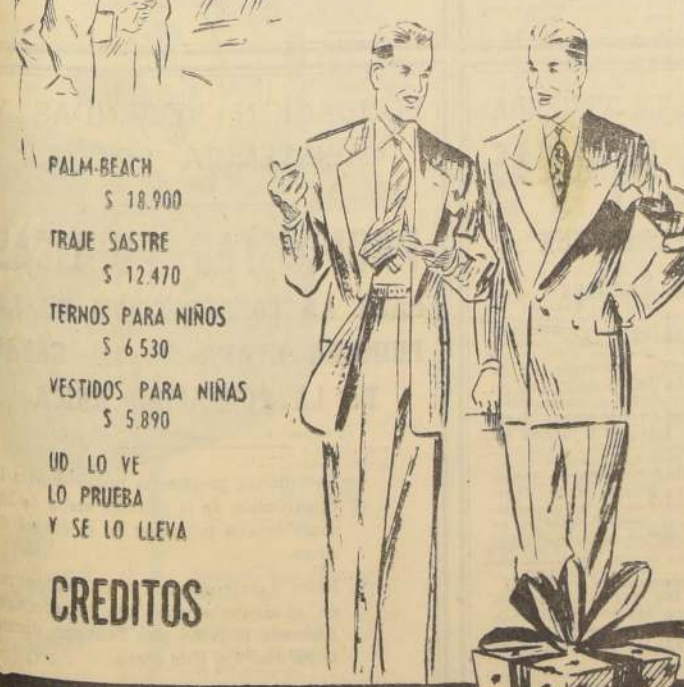 PALM-BEACH
$ 18.900
TRAJE SASTRE
$ 12.470
TERNOS PARA NIÑOS
$ 6 530
VESTIDOS PARA NIÑAS
$ 5.890
UD. LO VE
LO PRUEBA
Y SE LO LLEVA
CREDITOS